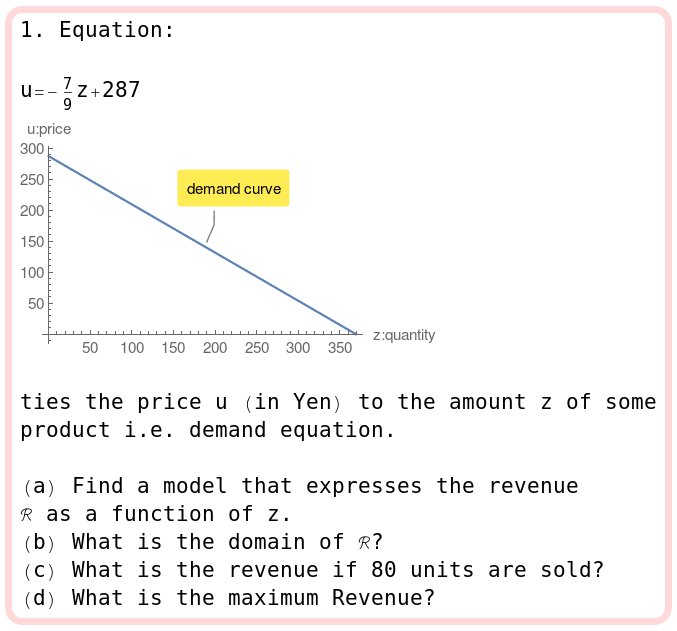 1. Equation:
u=-7/9 z+287
u:price
300
250
200
150
100
50
demand curve
50 100 150 200 250 300 350
z:quantity
ties the price u (in Yen) to the amount z of some
product i.e. demand equation.
(a) Find a model that expresses the revenue
ℛ as a function of z.
(b) What is the domain of ℛ?
(c) What is the revenue if 80 units are sold?
(d) What is the maximum Revenue?